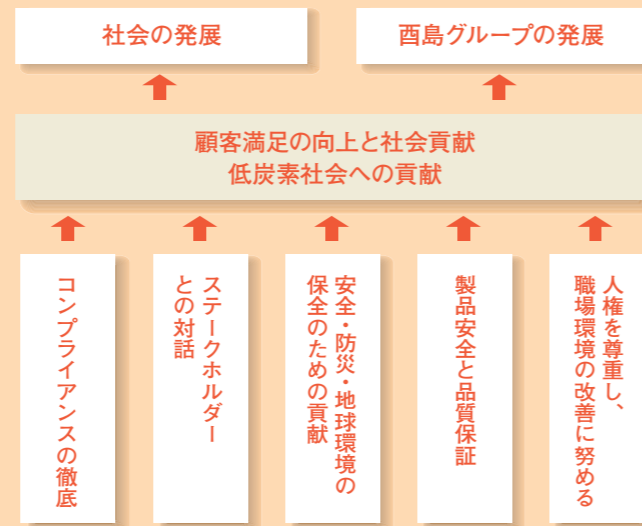 社会の発展
酉島グループの発展
顧客満足の向上と社会貢献
低炭素社会への貢献
コンプライアンスの徹底
ステークホルダー
との対話
安全・防災・地球環境の
保全のための貢献
製品安全と品質保証
人権を尊重し、
職場環境の改善に努める